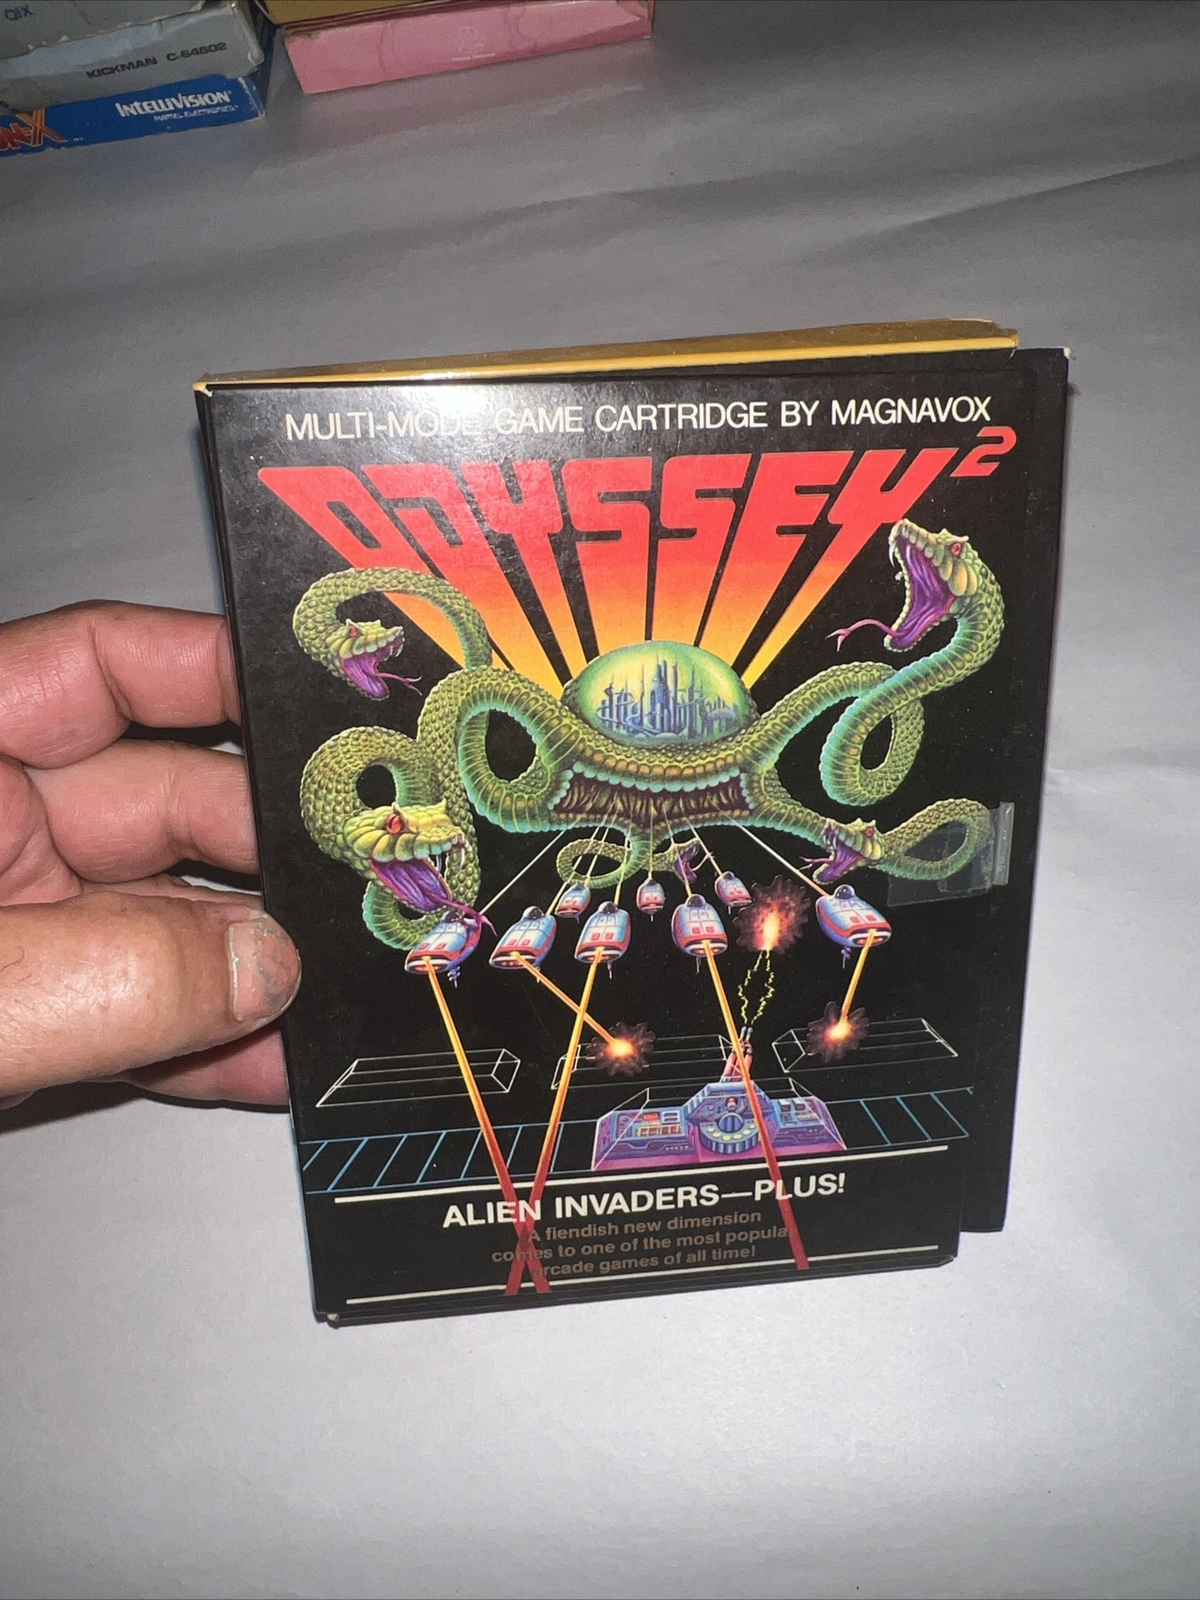 QIX
KICKMAN C-64602
INTELLIVISION
MULTI-MODE GAME CARTRIDGE BY MAGNAVOX
ODYSSEY²
ALIEN INVADERS—PLUS!
A fiendish new dimension
comes to one of the most popular
arcade games of all time!